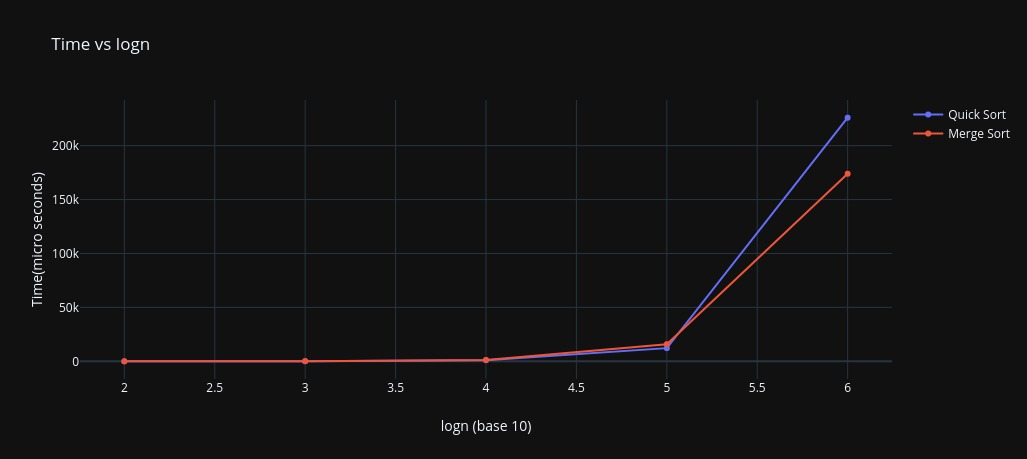 Time vs logn
Quick Sort
Merge Sort
Time(micro seconds)
200k
150k
100k
50k
0
2
2.5
3
3.5
4
4.5
5
5.5
6
logn (base 10)